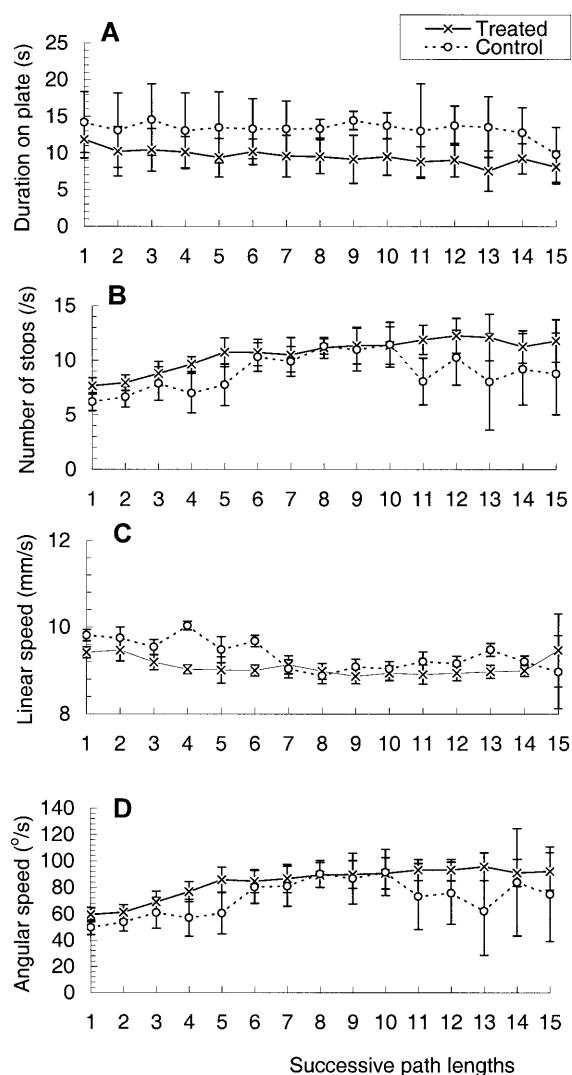 A
Treated
Control
Duration on plate (s)
25
20
15
10
5
0
1 2 3 4 5 6 7 8 9 10 11 12 13 14 15
B
Number of stops (/s)
15
10
5
0
1 2 3 4 5 6 7 8 9 10 11 12 13 14 15
C
Linear speed (mm/s)
12
10
8
1 2 3 4 5 6 7 8 9 10 11 12 13 14 15
D
Angular speed (°/s)
140
120
100
80
60
40
20
0
1 2 3 4 5 6 7 8 9 10 11 12 13 14 15
Successive path lengths